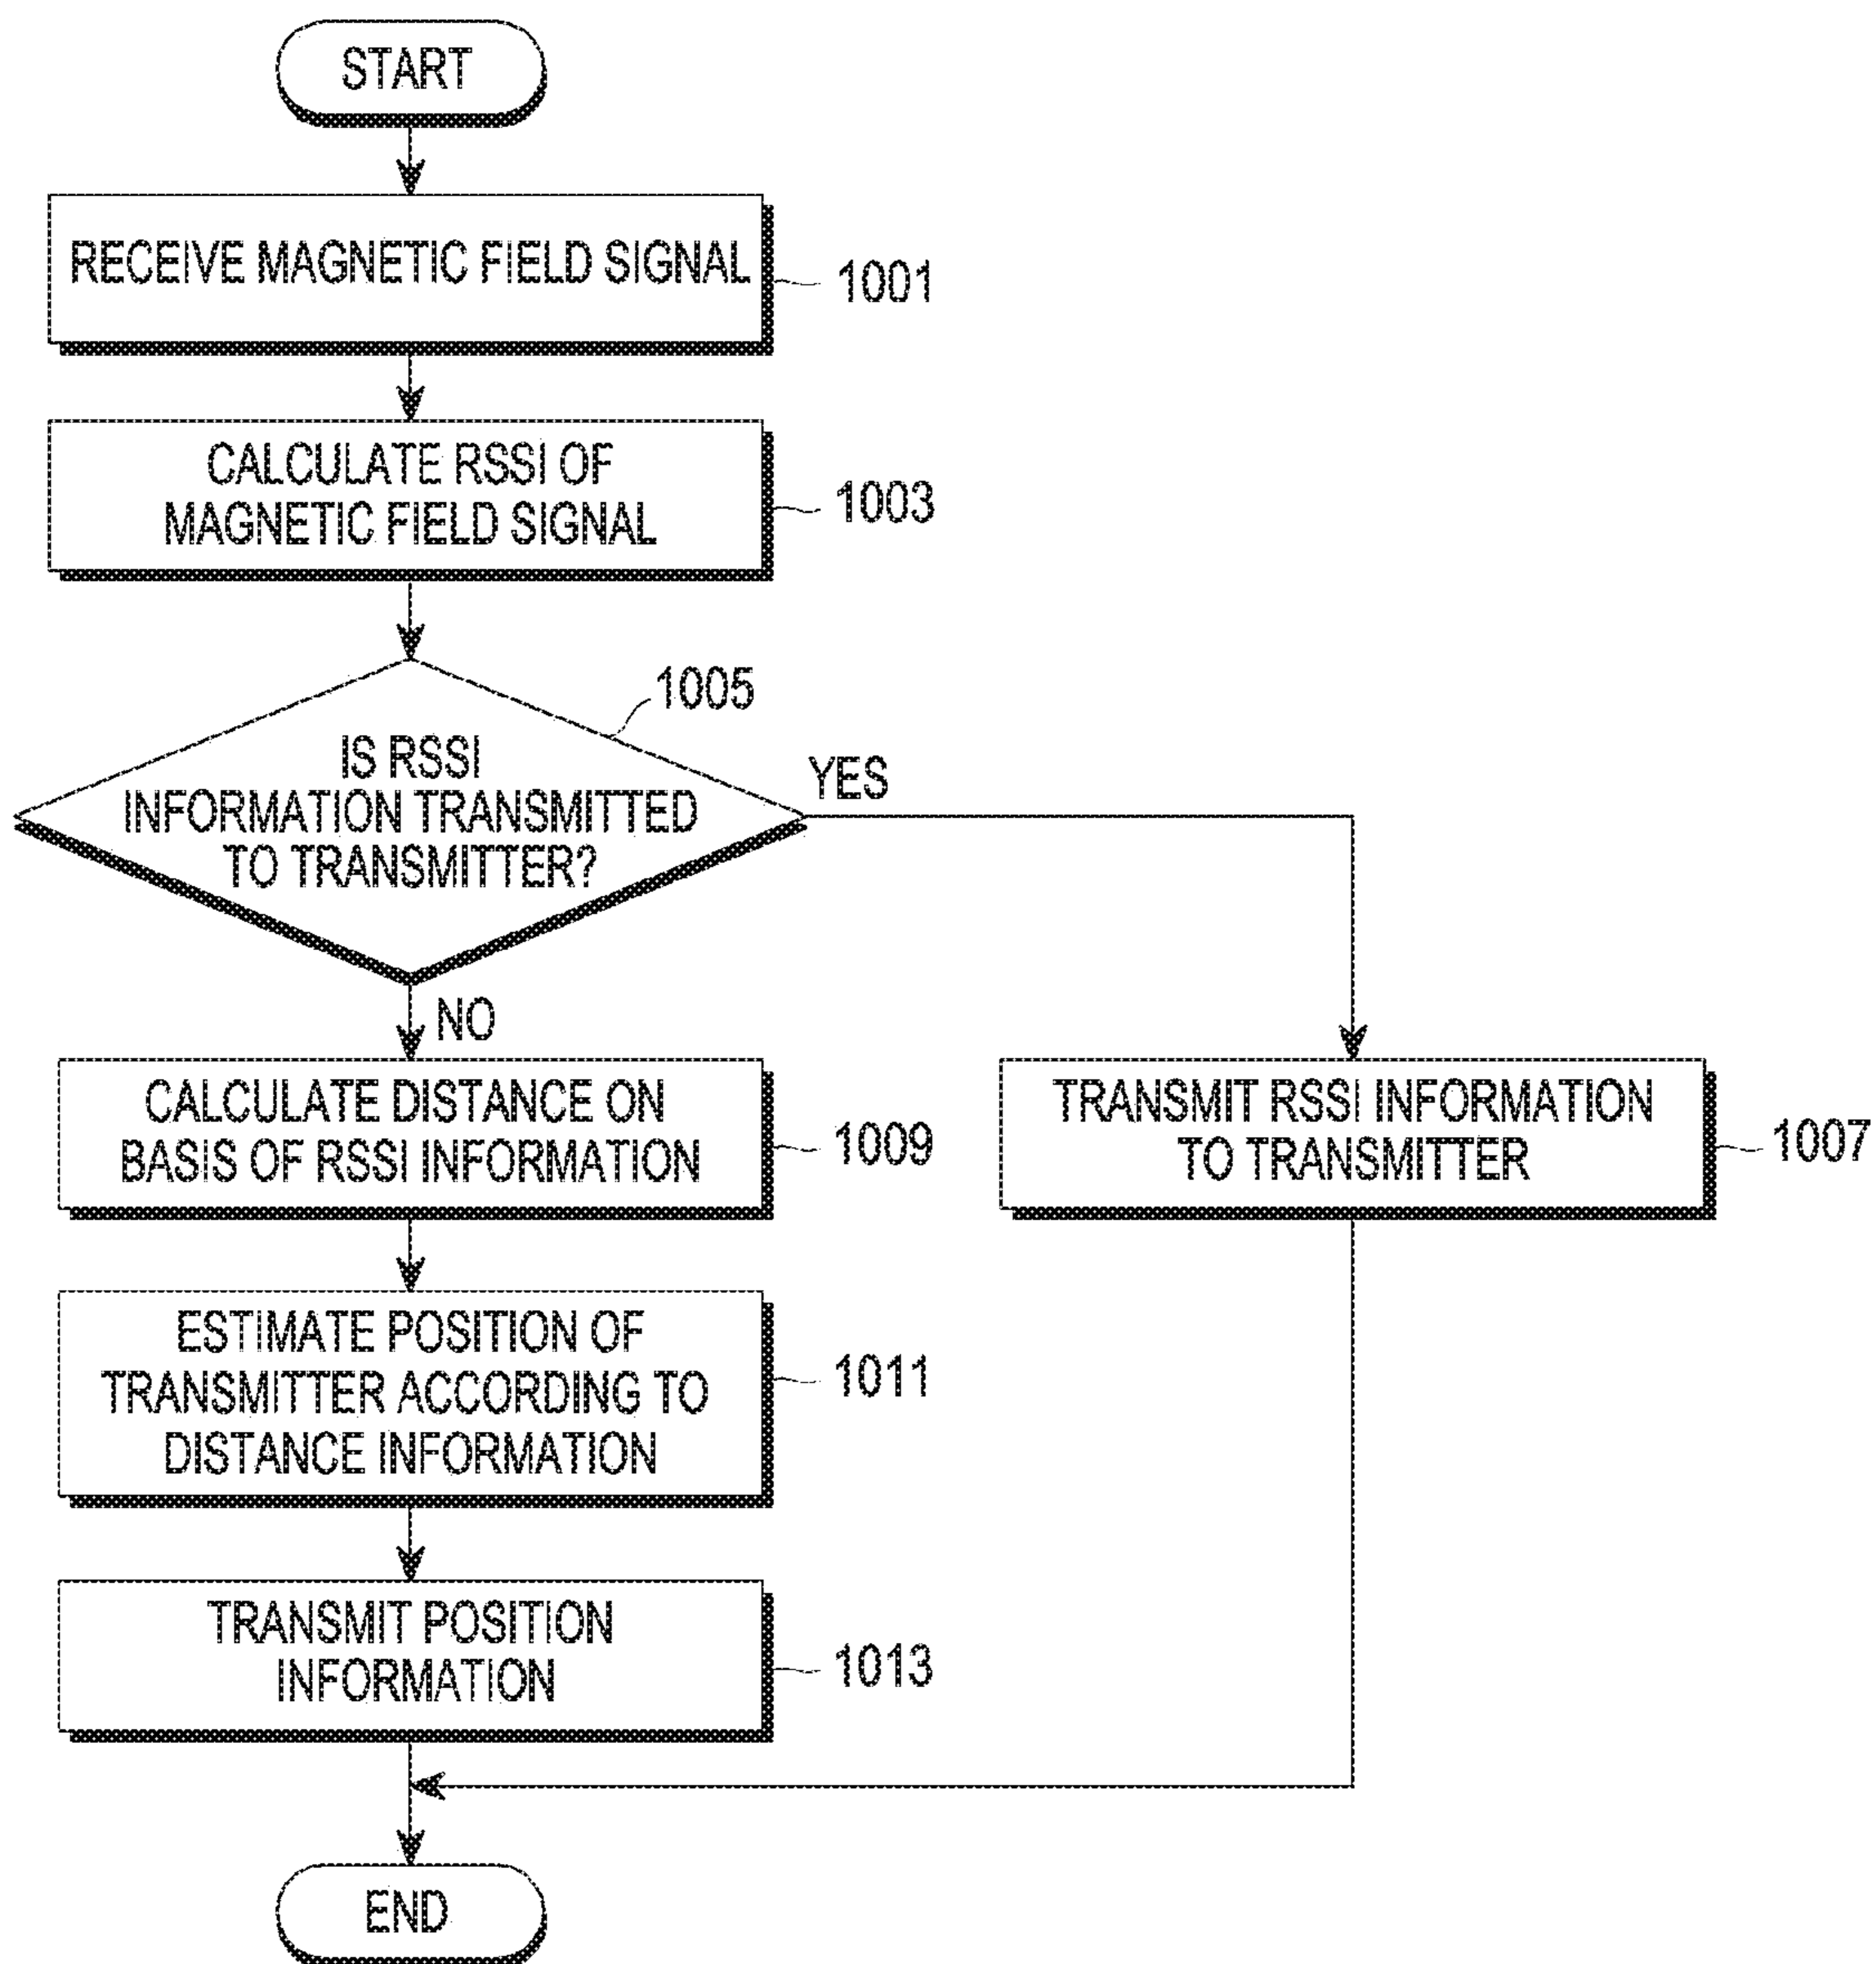 START
RECEIVE MAGNETIC FIELD SIGNAL
1001
CALCULATE RSSI OF
MAGNETIC FIELD SIGNAL
1003
1005
IS RSSI
INFORMATION TRANSMITTED
TO TRANSMITTER?
YES
NO
CALCULATE DISTANCE ON
BASIS OF RSSI INFORMATION
1009
TRANSMIT RSSI INFORMATION
TO TRANSMITTER
1007
ESTIMATE POSITION OF
TRANSMITTER ACCORDING TO
DISTANCE INFORMATION
1011
TRANSMIT POSITION
INFORMATION
1013
END